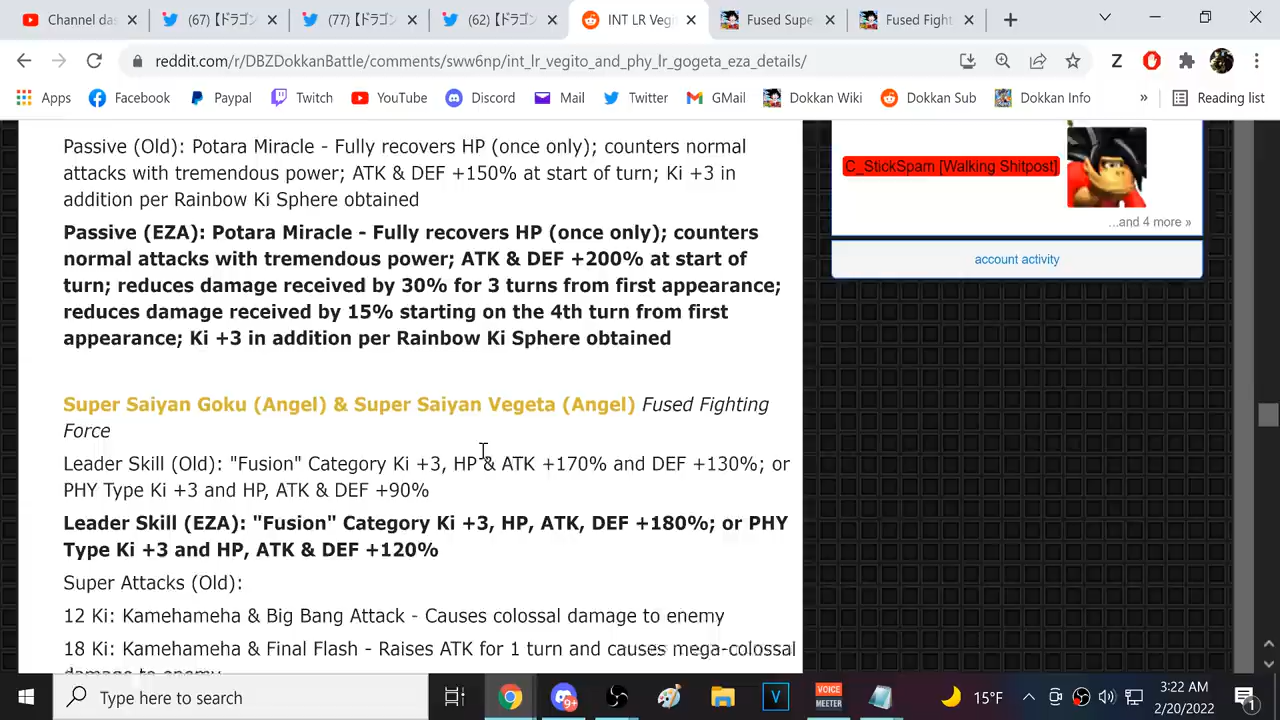 Channel das
(67) 【ドラゴン
(77) 【ドラゴン
(62) 【ドラゴン
INT LR Vegit
Fused Supe
Fused Fight
reddit.com/r/DBZDokkanBattle/comments/sww6np/int_lr_vegito_and_phy_lr_gogeta_eza_details/
Apps
Facebook
Paypal
Twitch
YouTube
Discord
Mail
Twitter
GMail
Dokkan Wiki
Dokkan Sub
Dokkan Info
»
Reading list
Passive (Old): Potara Miracle - Fully recovers HP (once only); counters normal
attacks with tremendous power; ATK & DEF +150% at start of turn; Ki +3 in
addition per Rainbow Ki Sphere obtained
Passive (EZA): Potara Miracle - Fully recovers HP (once only); counters
normal attacks with tremendous power; ATK & DEF +200% at start of
turn; reduces damage received by 30% for 3 turns from first appearance;
reduces damage received by 15% starting on the 4th turn from first
appearance; Ki +3 in addition per Rainbow Ki Sphere obtained
Super Saiyan Goku (Angel) & Super Saiyan Vegeta (Angel) Fused Fighting
Force
Leader Skill (Old): "Fusion" Category Ki +3, HP & ATK +170% and DEF +130%; or
PHY Type Ki +3 and HP, ATK & DEF +90%
Leader Skill (EZA): "Fusion" Category Ki +3, HP, ATK, DEF +180%; or PHY
Type Ki +3 and HP, ATK & DEF +120%
Super Attacks (Old):
12 Ki: Kamehameha & Big Bang Attack - Causes colossal damage to enemy
18 Ki: Kamehameha & Final Flash - Raises ATK for 1 turn and causes mega-colossal
damage to enemy
C_StickSpam [Walking Shitpost]
...and 4 more »
account activity
Type here to search
9+
V
VOICE
MEETER
15°F
3:22 AM
2/20/2022
1